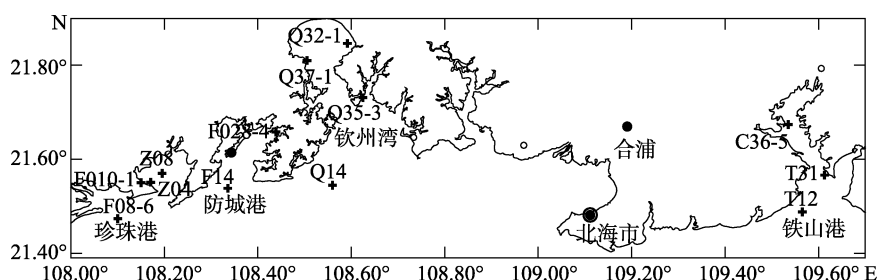 N
21.80°
21.60°
21.40°
Q32-1
Q37-1
Q35-3
钦州湾
F028-4
Z08
F010-1
Z04
F14
Q14
防城港
F08-6
珍珠港
合浦
北海市
C36-5
T31
T12
铁山港
108.00°
108.20°
108.40°
108.60°
108.80°
109.00°
109.20°
109.40°
109.60° E